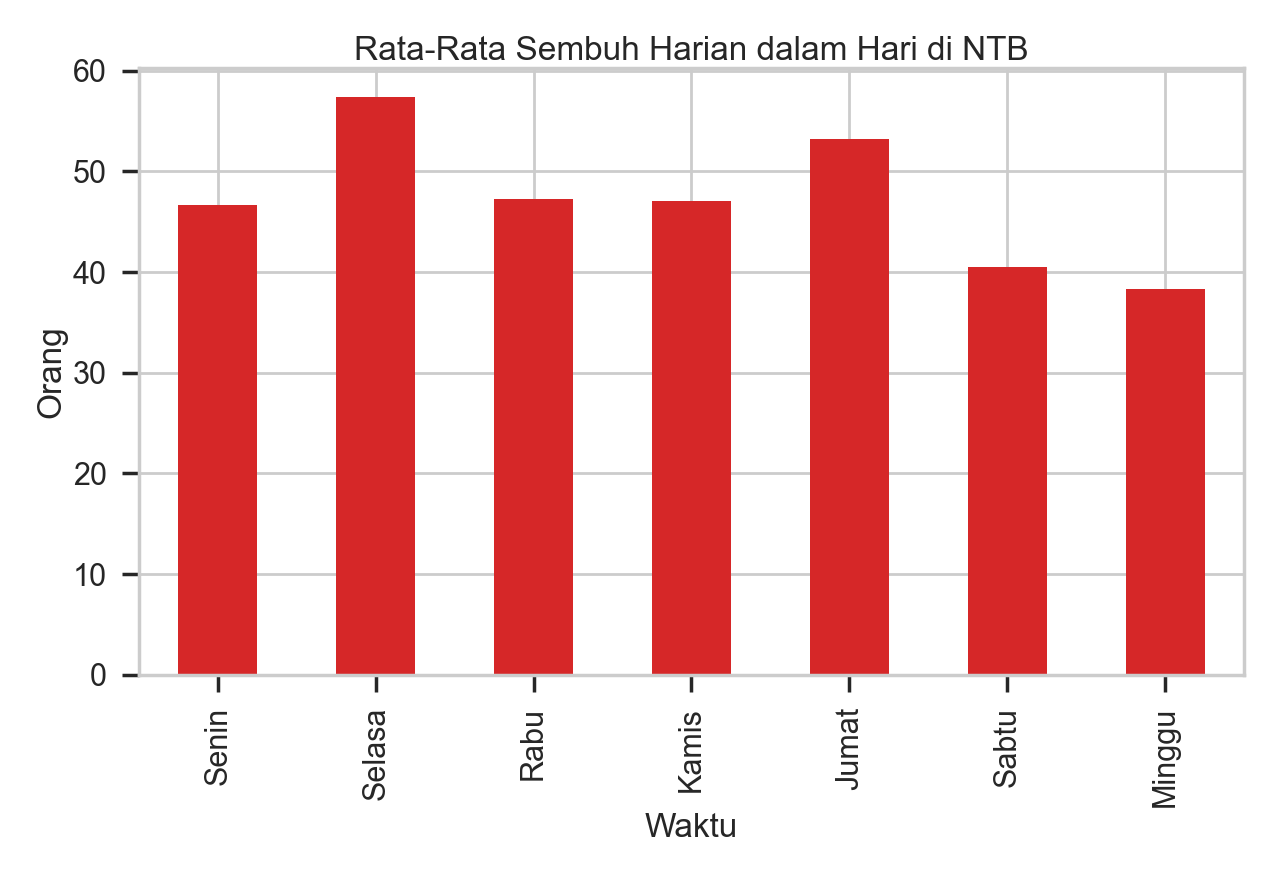 Rata-Rata Sembuh Harian dalam Hari di NTB
60
50
40
30
20
10
0
Orang
Senin
Selasa
Rabu
Kamis
Jumat
Sabtu
Minggu
Waktu